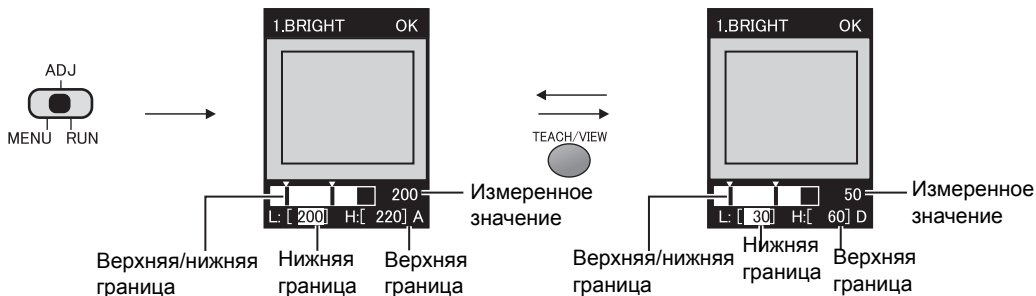 ADJ
MENU RUN
1.BRIGHT OK
200
L: [ 200] H:[ 220] A
Измеренное
значение
Верхняя/нижняя
граница
Нижняя
граница
Верхняя
граница
TEACH/VIEW
1.BRIGHT OK
50
L: [ 30] H:[ 60] D
Измеренное
значение
Верхняя/нижняя
граница
Нижняя
граница
Верхняя
граница